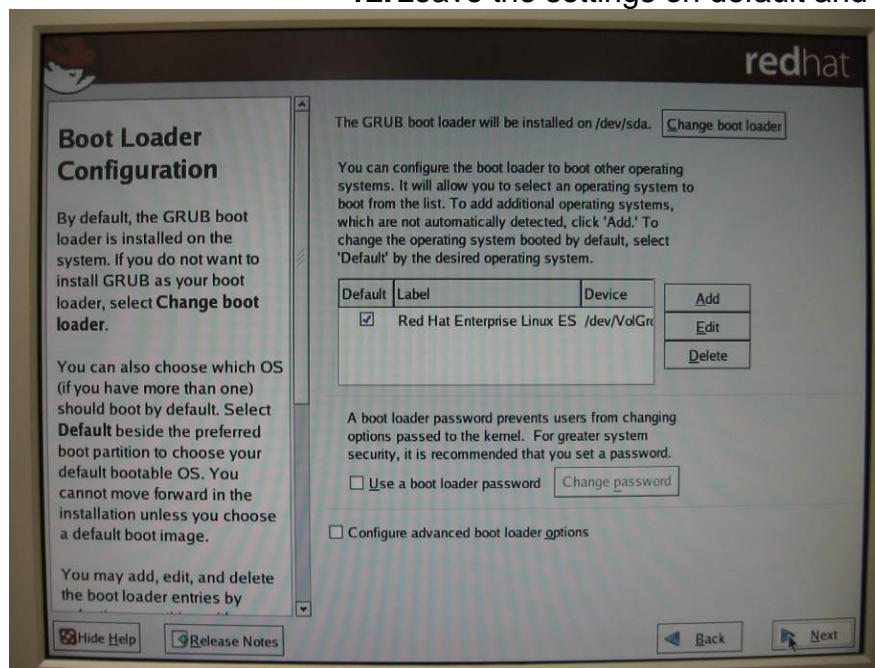 12. Leave the settings on default and
redhat
Boot Loader
Configuration
By default, the GRUB boot
loader is installed on the
system. If you do not want to
install GRUB as your boot
loader, select Change boot
loader.
You can also choose which OS
(if you have more than one)
should boot by default. Select
Default beside the preferred
boot partition to choose your
default bootable OS. You
cannot move forward in the
installation unless you choose
a default boot image.
You may add, edit, and delete
the boot loader entries by
The GRUB boot loader will be installed on /dev/sda. Change boot loader
You can configure the boot loader to boot other operating
systems. It will allow you to select an operating system to
boot from the list. To add additional operating systems,
which are not automatically detected, click 'Add.' To
change the operating system booted by default, select
'Default' by the desired operating system.
Default Label Device
Red Hat Enterprise Linux ES /dev/VolGro
Add
Edit
Delete
A boot loader password prevents users from changing
options passed to the kernel. For greater system
security, it is recommended that you set a password.
Use a boot loader password Change password
Configure advanced boot loader options
Hide Help Release Notes Back Next